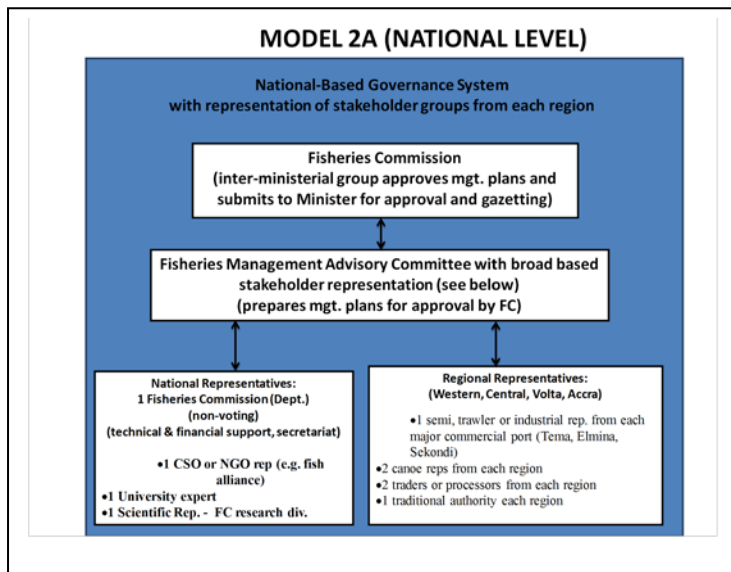 MODEL 2A (NATIONAL LEVEL)
National-Based Governance System
with representation of stakeholder groups from each region
Fisheries Commission
(inter-ministerial group approves mgt. plans and
submits to Minister for approval and gazetting)
Fisheries Management Advisory Committee with broad based
stakeholder representation (see below)
(prepares mgt. plans for approval by FC)
National Representatives:
1 Fisheries Commission (Dept.)
(non-voting)
(technical & financial support, secretariat)
•1 CSO or NGO rep (e.g. fish
alliance)
•1 University expert
•1 Scientific Rep. - FC research div.
Regional Representatives:
(Western, Central, Volta, Accra)
•1 semi, trawler or industrial rep. from each
major commercial port (Tema, Elmina,
Sekondi)
•2 canoe reps from each region
•2 traders or processors from each region
•1 traditional authority each region